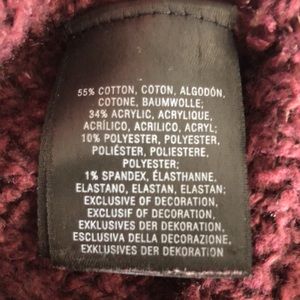 55% COTTON, COTON, ALGODÓN,
COTONE, BAUMWOLLE;
34% ACRYLIC, ACRYLIQUE,
ACRÍLICO, ACRILICO, ACRYL;
10% POLYESTER, POLYESTER,
POLIÉSTER, POLIESTERE,
POLYESTER;
1% SPANDEX, ÉLASTHANNE,
ELASTANO, ELASTAN, ELASTAN;
EXCLUSIVE OF DECORATION,
EXCLUSIF OF DECORATION,
EXKLUSIVES DER DEKORATION,
ESCLUSIVA DELLA DECORAZIONE,
EXKLUSIVES DER DEKORATION